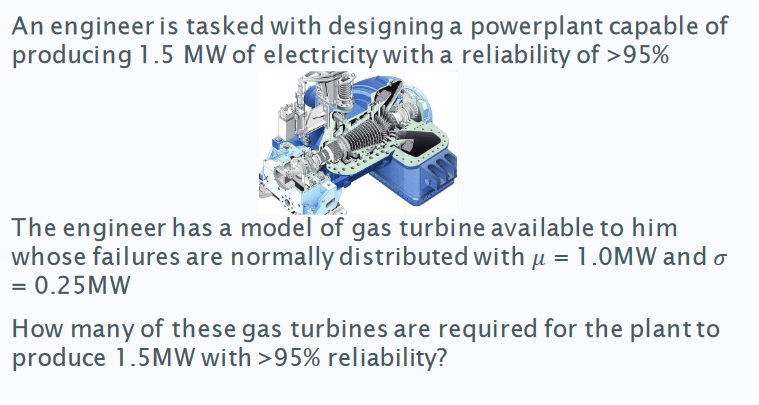 An engineer is tasked with designing a powerplant capable of
producing 1.5 MW of electricity with a reliability of >95%
The engineer has a model of gas turbine available to him
whose failures are normally distributed with μ = 1.0MW and σ
= 0.25MW
How many of these gas turbines are required for the plant to
produce 1.5MW with >95% reliability?